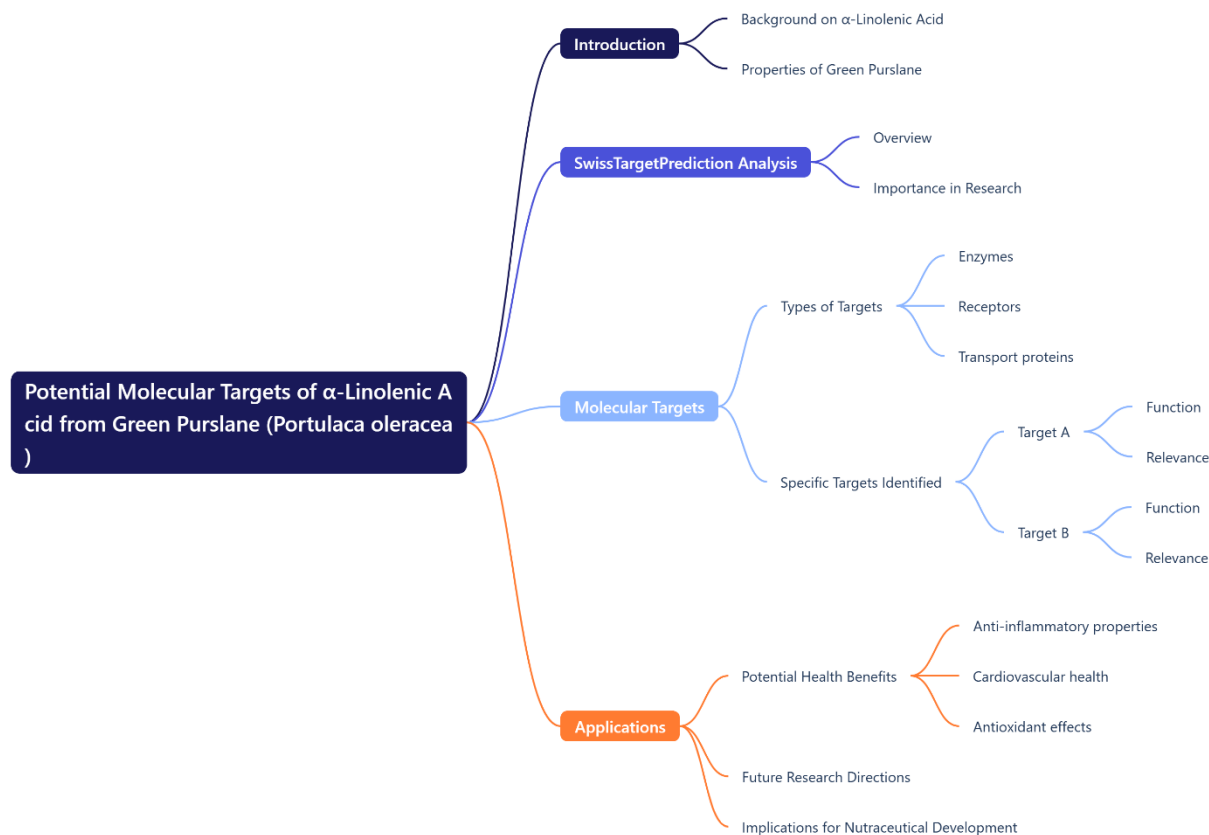 Potential Molecular Targets of α-Linolenic A
cid from Green Purslane (Portulaca oleracea
)
Introduction
Background on α-Linolenic Acid
Properties of Green Purslane
SwissTargetPrediction Analysis
Overview
Importance in Research
Molecular Targets
Types of Targets
Enzymes
Receptors
Transport proteins
Specific Targets Identified
Target A
Function
Relevance
Target B
Function
Relevance
Applications
Potential Health Benefits
Anti-inflammatory properties
Cardiovascular health
Antioxidant effects
Future Research Directions
Implications for Nutraceutical Development